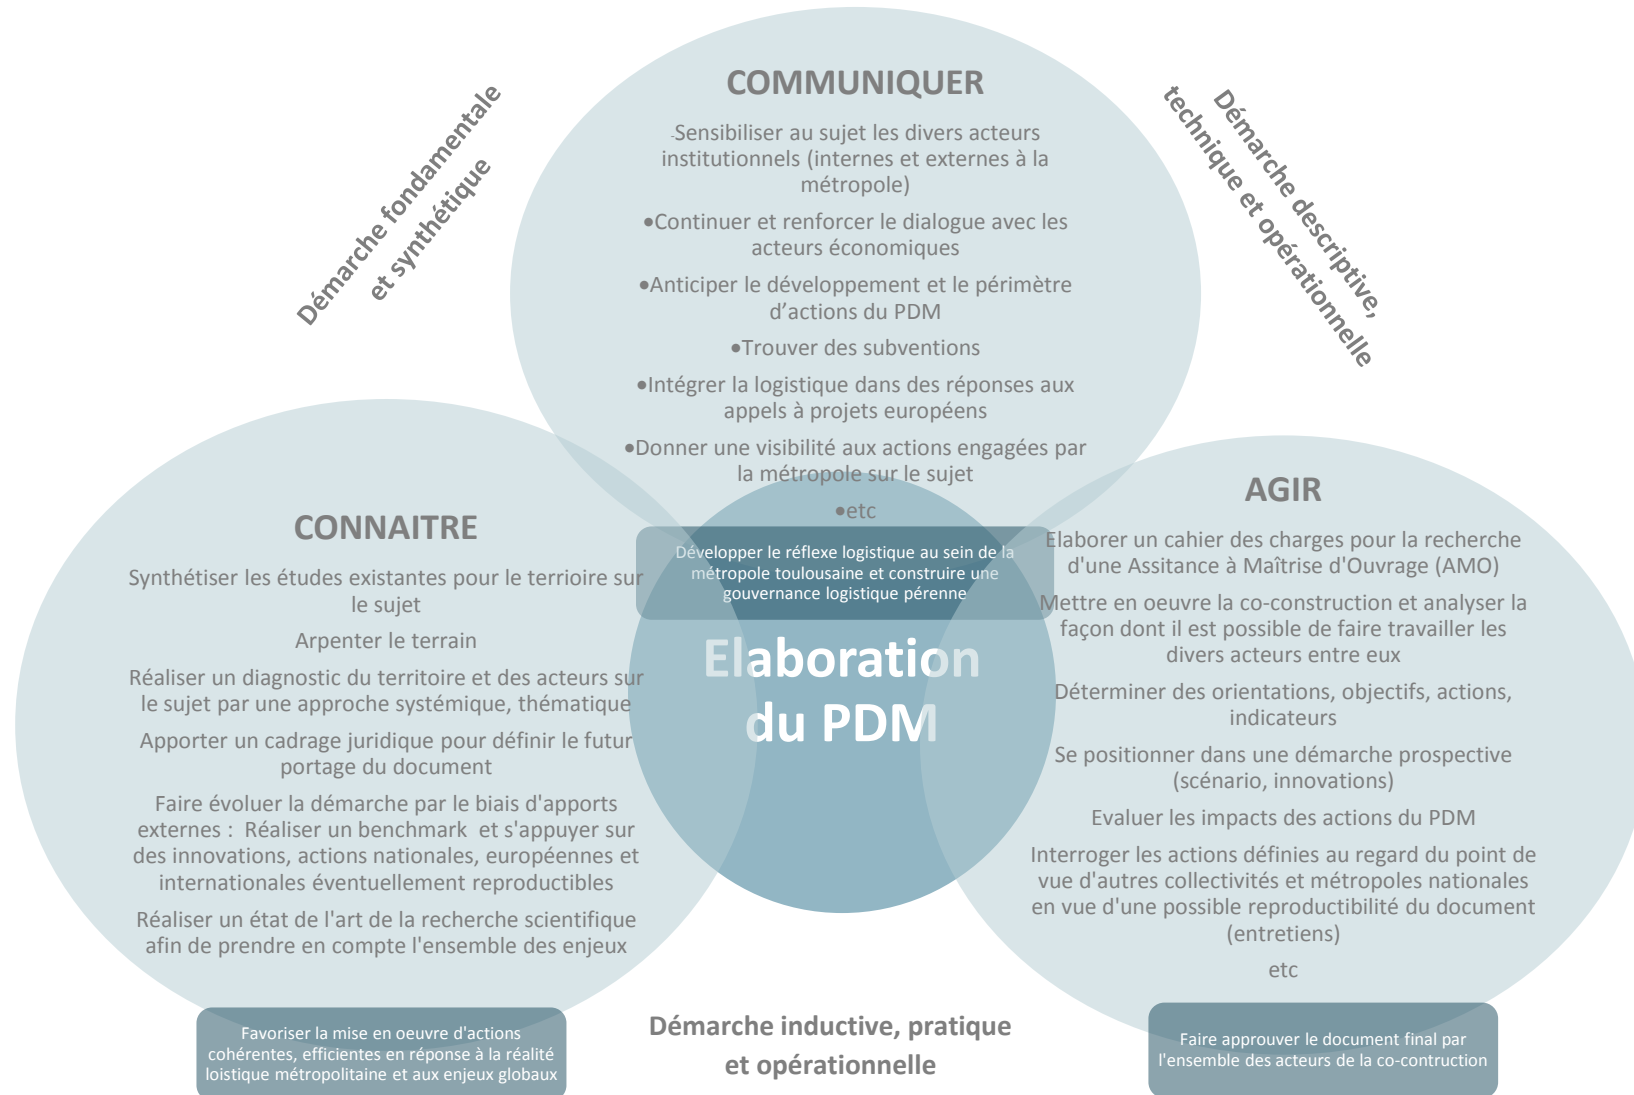 Démarche fondamentale
et synthétique
COMMUNIQUER
-Sensibiliser au sujet les divers acteurs
institutionnels (internes et externes à la
métropole)
•Continuer et renforcer le dialogue avec les
acteurs économiques
•Anticiper le développement et le périmètre
d’actions du PDM
•Trouver des subventions
•Intégrer la logistique dans des réponses aux
appels à projets européens
•Donner une visibilité aux actions engagées par
la métropole sur le sujet
•etc
Démarche descriptive,
technique et opérationnelle
Développer le réflexe logistique au sein de la
métropole toulousaine et construire une
gouvernance logistique pérenne
Elaboration
du PDM
CONNAITRE
Synthétiser les études existantes pour le terrioire sur
le sujet
Arpenter le terrain
Réaliser un diagnostic du territoire et des acteurs sur
le sujet par une approche systémique, thématique
Apporter un cadrage juridique pour définir le futur
portage du document
Faire évoluer la démarche par le biais d'apports
externes :  Réaliser un benchmark  et s'appuyer sur
des innovations, actions nationales, européennes et
internationales éventuellement reproductibles
Réaliser un état de l'art de la recherche scientifique
afin de prendre en compte l'ensemble des enjeux
Favoriser la mise en oeuvre d'actions
cohérentes, efficientes en réponse à la réalité
loistique métropolitaine et aux enjeux globaux
AGIR
Elaborer un cahier des charges pour la recherche
d'une Assitance à Maîtrise d'Ouvrage (AMO)
Mettre en oeuvre la co-construction et analyser la
façon dont il est possible de faire travailler les
divers acteurs entre eux
Déterminer des orientations, objectifs, actions,
indicateurs
Se positionner dans une démarche prospective
(scénario, innovations)
Evaluer les impacts des actions du PDM
Interroger les actions définies au regard du point de
vue d'autres collectivités et métropoles nationales
en vue d'une possible reproductibilité du document
(entretiens)
etc
Faire approuver le document final par
l'ensemble des acteurs de la co-contruction
Démarche inductive, pratique
et opérationnelle